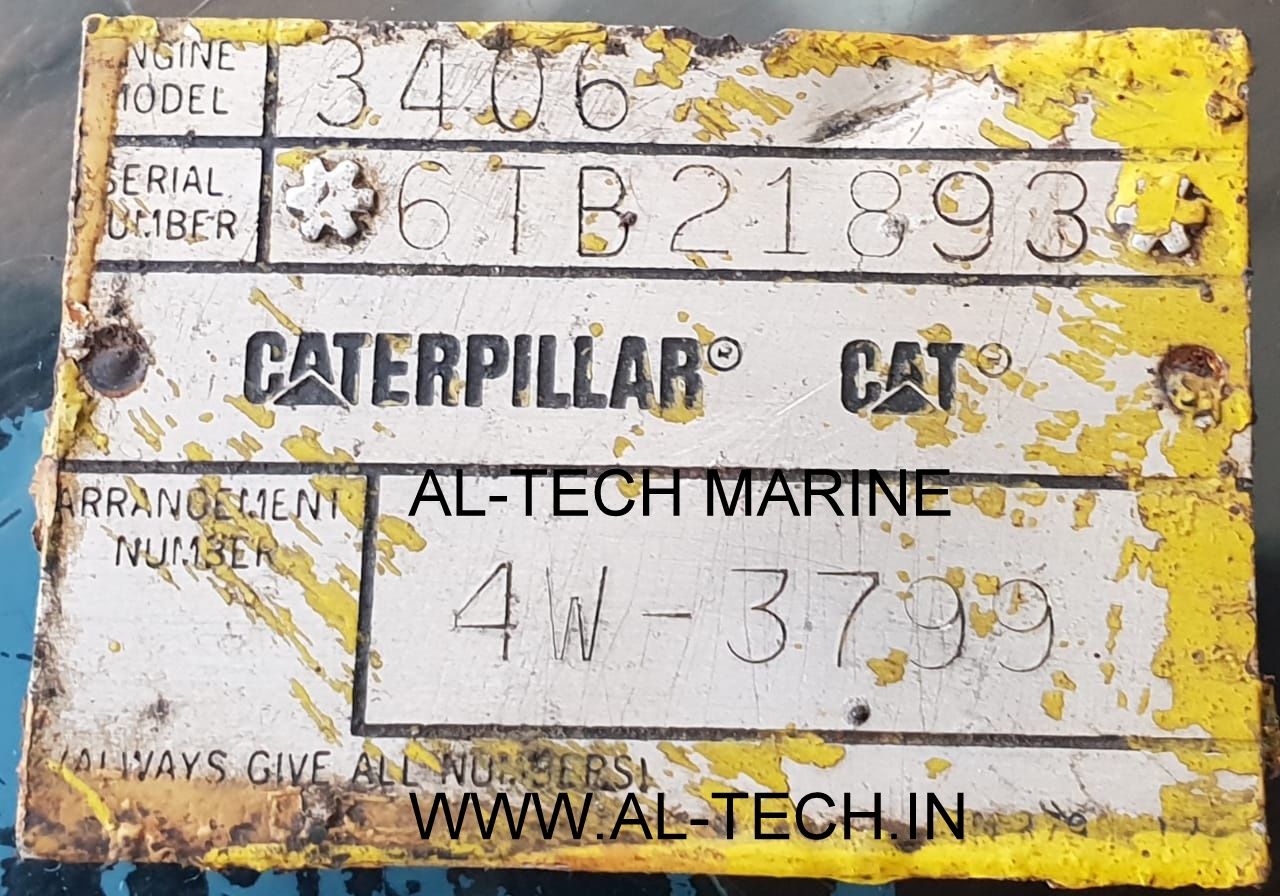 ENGINE
MODEL
3406
SERIAL
NUMBER
*6TB21893*
CATERPILLAR® CAT®
AL-TECH MARINE
ARRANGEMENT
NUMBER
4W-3799
(ALWAYS GIVE ALL NUMBERS)
WWW.AL-TECH.IN